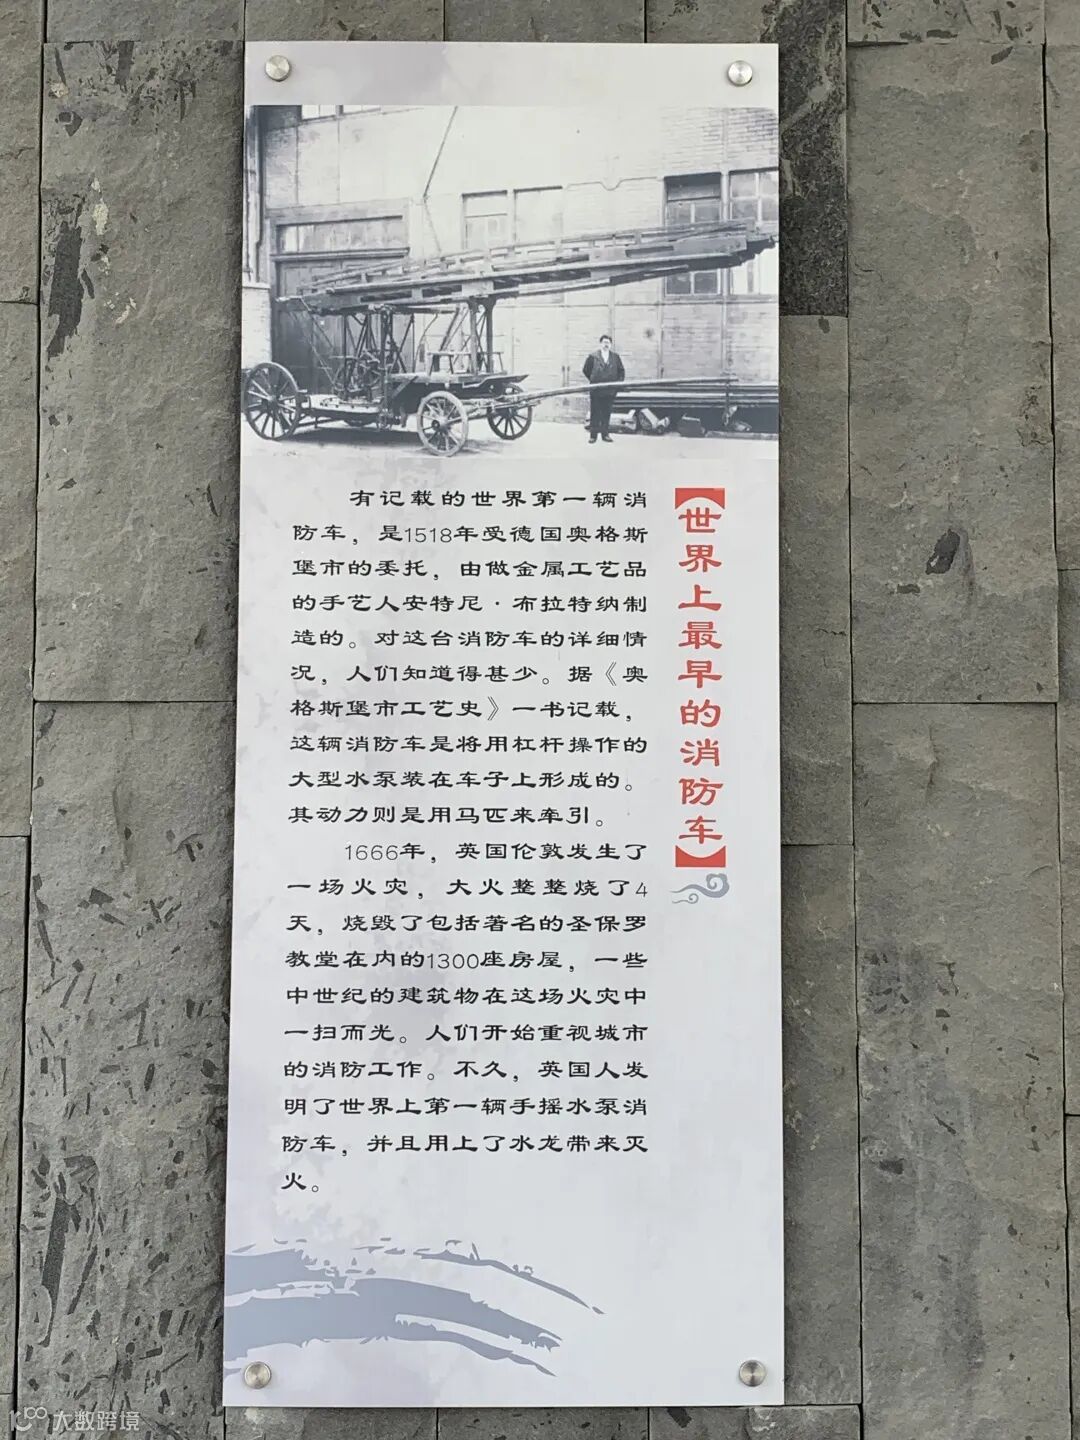 【世界上最早的消防车】
有记载的世界第一辆消
防车，是1518年受德国奥格斯
堡市的委托，由做金属工艺品
的手艺人安特尼·布拉特纳制
造的。对这台消防车的详细情
况，人们知道得甚少。据《奥
格斯堡市工艺史》一书记载，
这辆消防车是将用杠杆操作的
大型水泵装在车子上形成的。
其动力则是用马匹来牵引。
1666年，英国伦敦发生了
一场火灾，大火整整烧了4
天，烧毁了包括著名的圣保罗
教堂在内的1300座房屋，一些
中世纪的建筑物在这场火灾中
一扫而光。人们开始重视城市
的消防工作。不久，英国人发
明了世界上第一辆手摇水泵消
防车，并且用上了水龙带来灭
火。
大数跨境